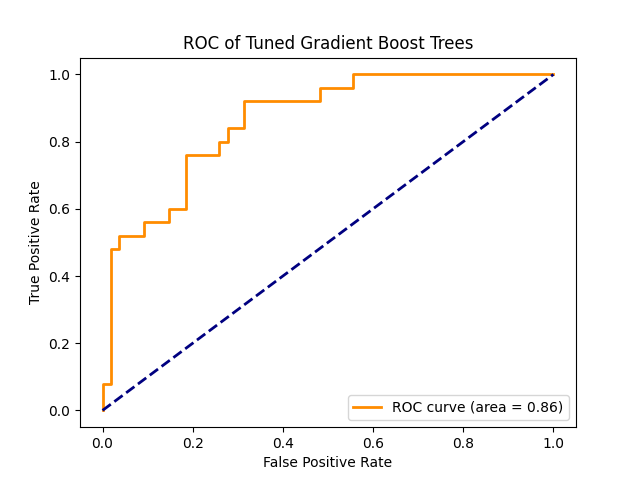 ROC of Tuned Gradient Boost Trees
True Positive Rate
1.0
0.8
0.6
0.4
0.2
0.0
ROC curve (area = 0.86)
0.0 0.2 0.4 0.6 0.8 1.0
False Positive Rate